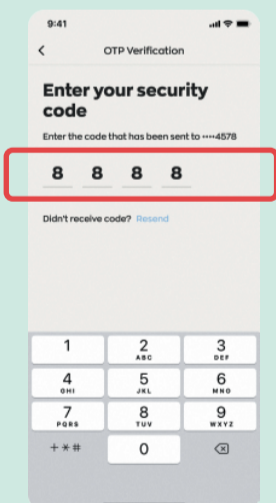 9:41
OTP Verification
Enter your security
code
Enter the code that has been sent to ····4578
8 8 8 8
Didn't receive code? Resend
1 2 3
ABC DEF
4 5 6
GHI JKL MNO
7 8 9
PQRS TUV WXYZ
+*# 0